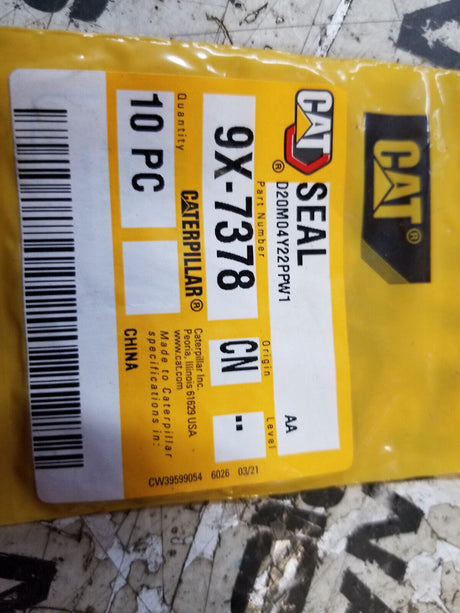 CAT®
CAT®
SEAL
D20M04Y22PPW1
AA
Part Number
Origin
Level
9X-7378
CN
--
Quantity
10 PC
CATERPILLAR®
Caterpillar Inc.
Peoria, Illinois 61629 USA
www.cat.com
Made to Caterpillar
specifications in:
CHINA
CW39599054 6026 03/21